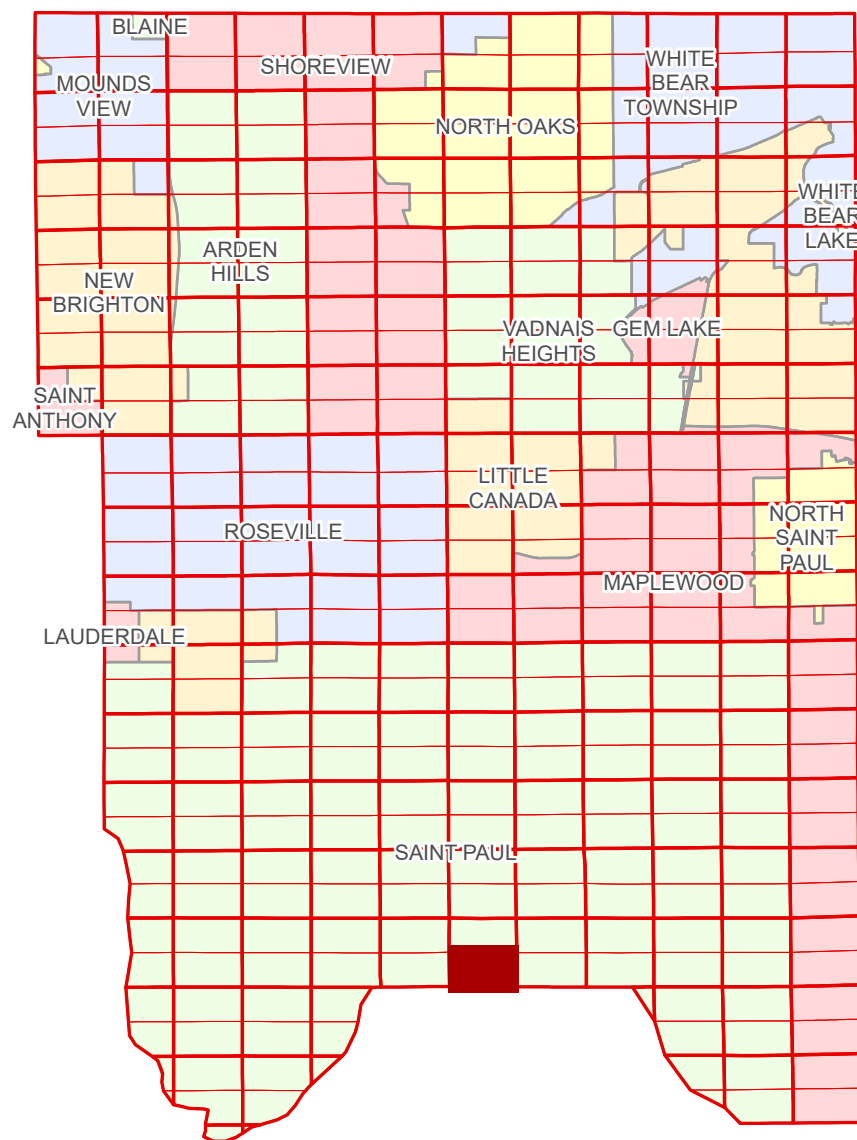 BLAINE
SHOREVIEW
WHITE
BEAR
TOWNSHIP
MOUNDS
VIEW
NORTH OAKS
WHITE
BEAR
LAKE
ARDEN
HILLS
NEW
BRIGHTON
VADNAIS
HEIGHTS
GEM LAKE
SAINT
ANTHONY
LITTLE
CANADA
NORTH
SAINT
PAUL
ROSEVILLE
MAPLEWOOD
LAUDERDALE
SAINT PAUL